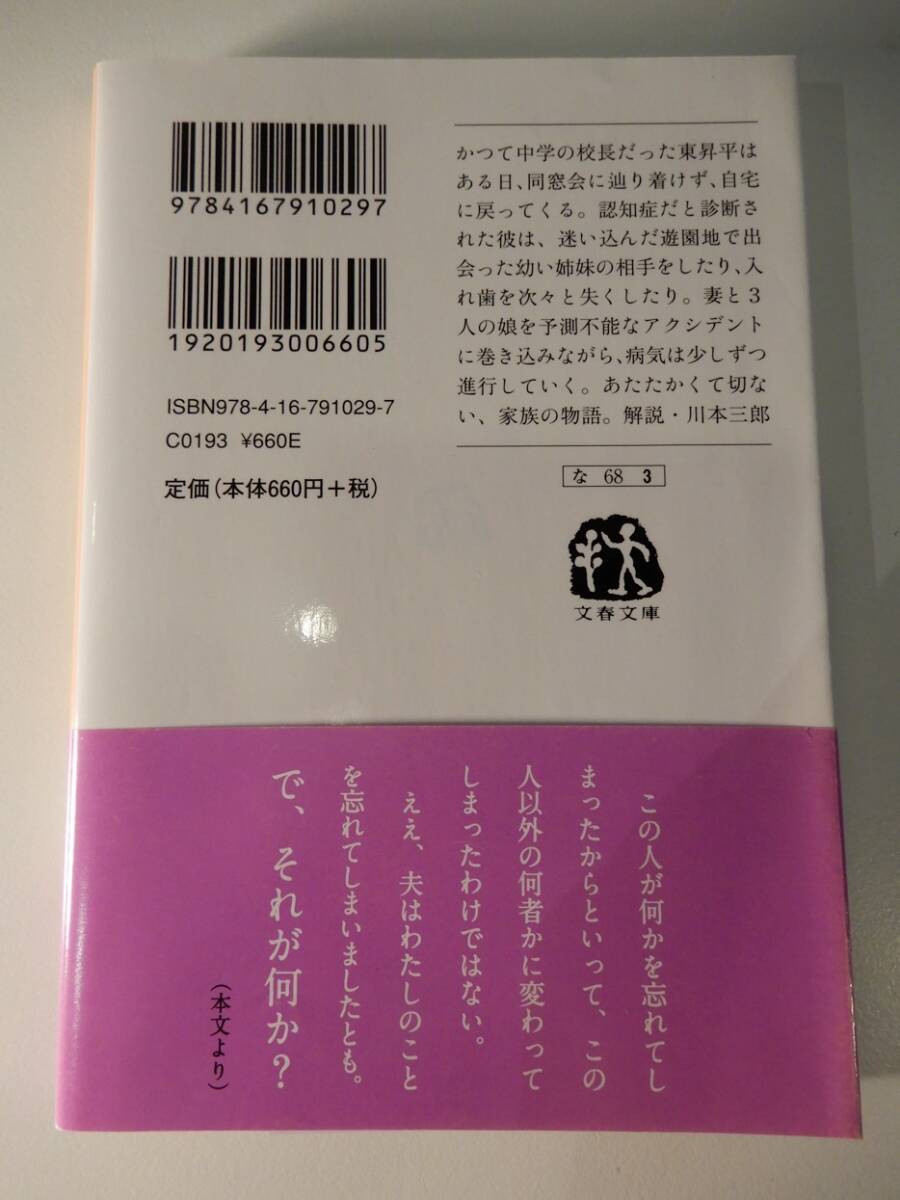 9784167910297
1920193006605
ISBN978-4-16-791029-7
C0193 ¥660E
定価(本体660円+税)
かつて中学の校長だった東昇平は
ある日、同窓会に辿り着けず、自宅
に戻ってくる。認知症だと診断さ
れた彼は、迷い込んだ遊園地で出
会った幼い姉妹の相手をしたり、入
れ歯を次々と失くしたり。妻と3
人の娘を予測不能なアクシデント
に巻き込みながら、病気は少しずつ
進行していく。あたたかくて切な
い、家族の物語。解説・川本三郎
な 68 3
文春文庫
この人が何かを忘れてし
まったからといって、この
人以外の何者かに変わって
しまったわけではない。
ええ、夫はわたしのこと
を忘れてしまいましたとも。
で、それが何か?
(本文より)